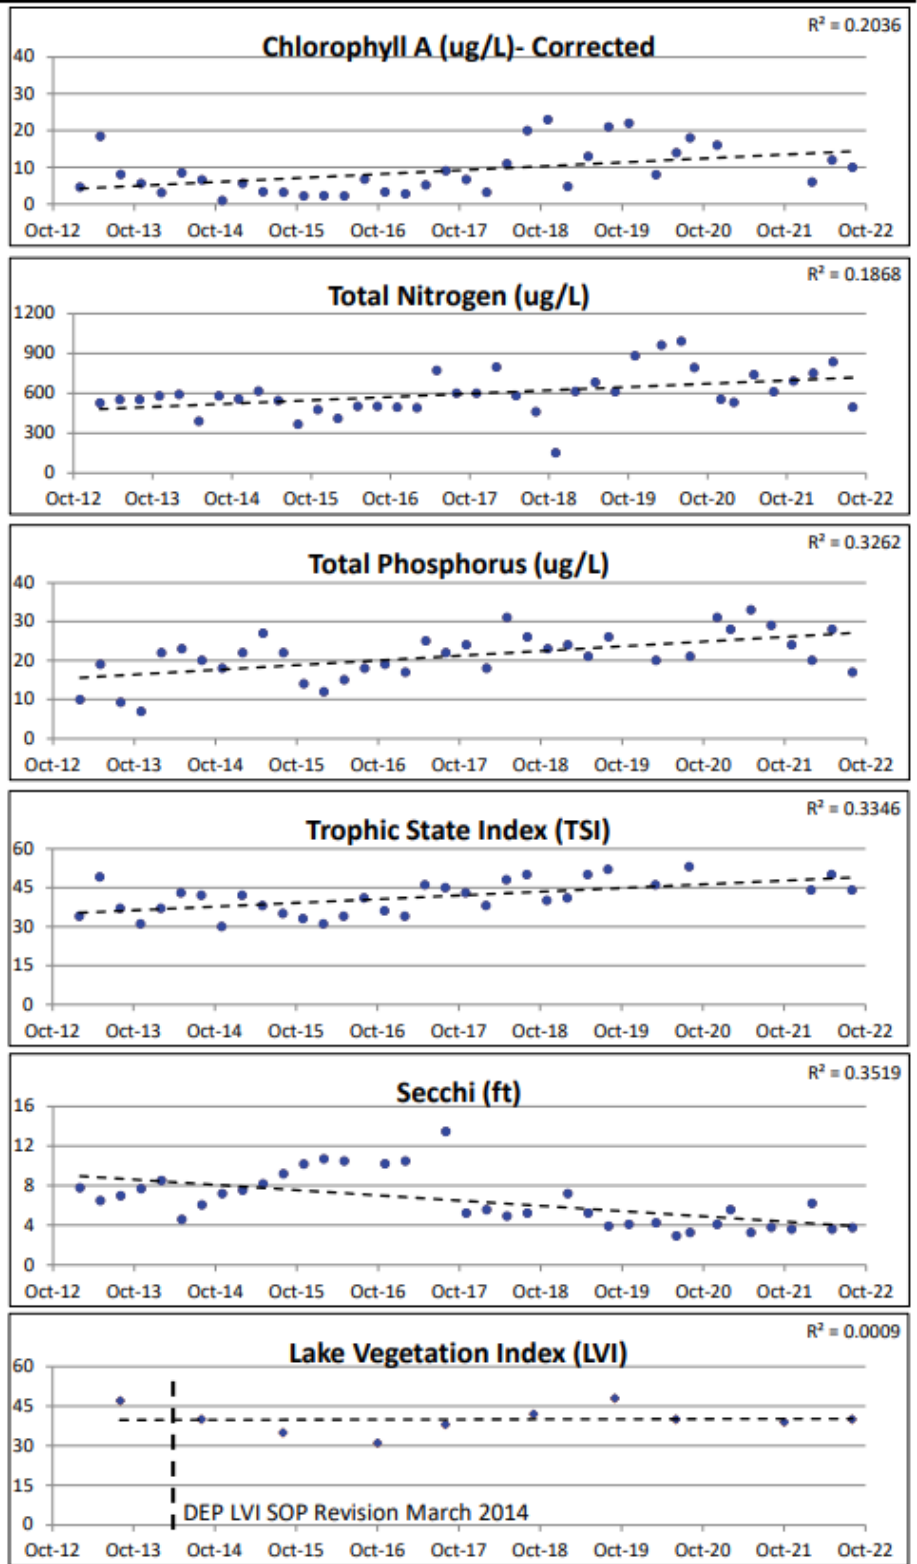 R² = 0.2036
Chlorophyll A (ug/L)- Corrected
40
30
20
10
0
Oct-12 Oct-13 Oct-14 Oct-15 Oct-16 Oct-17 Oct-18 Oct-19 Oct-20 Oct-21 Oct-22
R² = 0.1868
Total Nitrogen (ug/L)
1200
900
600
300
0
Oct-12 Oct-13 Oct-14 Oct-15 Oct-16 Oct-17 Oct-18 Oct-19 Oct-20 Oct-21 Oct-22
R² = 0.3262
Total Phosphorus (ug/L)
40
30
20
10
0
Oct-12 Oct-13 Oct-14 Oct-15 Oct-16 Oct-17 Oct-18 Oct-19 Oct-20 Oct-21 Oct-22
R² = 0.3346
Trophic State Index (TSI)
60
45
30
15
0
Oct-12 Oct-13 Oct-14 Oct-15 Oct-16 Oct-17 Oct-18 Oct-19 Oct-20 Oct-21 Oct-22
R² = 0.3519
Secchi (ft)
16
12
8
4
0
Oct-12 Oct-13 Oct-14 Oct-15 Oct-16 Oct-17 Oct-18 Oct-19 Oct-20 Oct-21 Oct-22
R² = 0.0009
Lake Vegetation Index (LVI)
60
45
30
15
DEP LVI SOP Revision March 2014
0
Oct-12 Oct-13 Oct-14 Oct-15 Oct-16 Oct-17 Oct-18 Oct-19 Oct-20 Oct-21 Oct-22